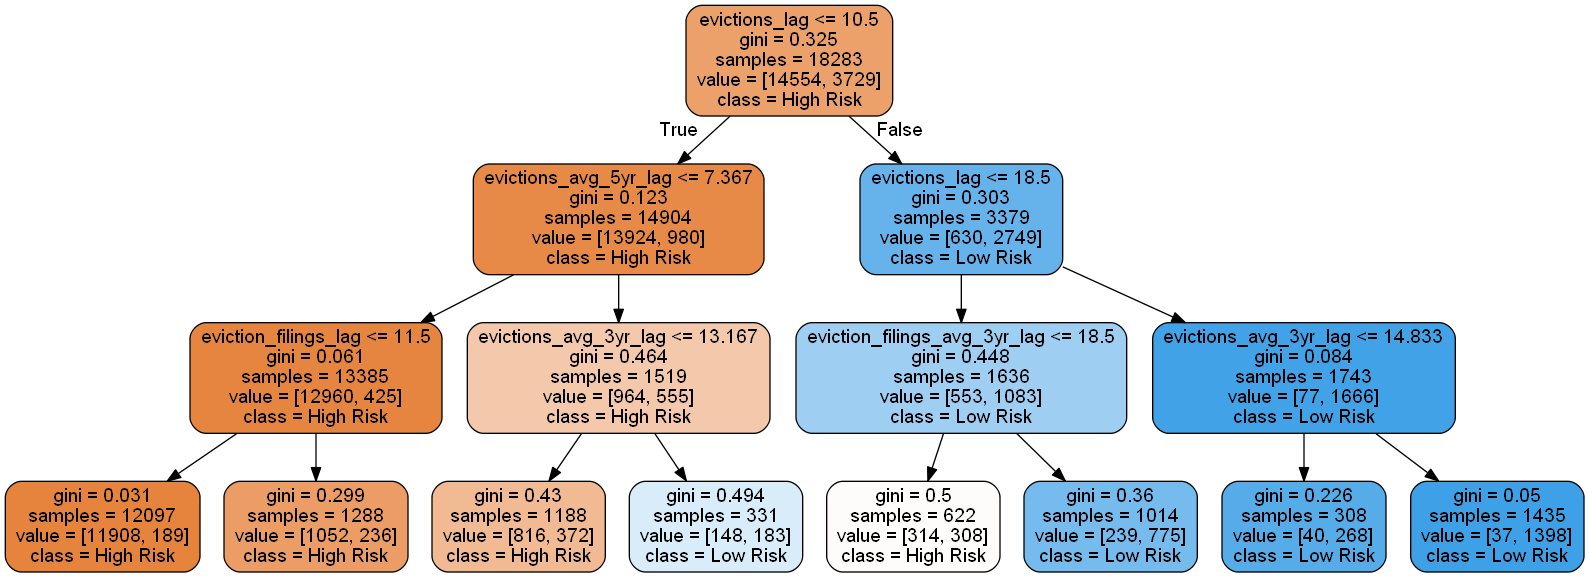 evictions_lag <= 10.5
gini = 0.325
samples = 18283
value = [14554, 3729]
class = High Risk
True
False
evictions_avg_5yr_lag <= 7.367
gini = 0.123
samples = 14904
value = [13924, 980]
class = High Risk
evictions_lag <= 18.5
gini = 0.303
samples = 3379
value = [630, 2749]
class = Low Risk
eviction_filings_lag <= 11.5
gini = 0.061
samples = 13385
value = [12960, 425]
class = High Risk
evictions_avg_3yr_lag <= 13.167
gini = 0.464
samples = 1519
value = [964, 555]
class = High Risk
eviction_filings_avg_3yr_lag <= 18.5
gini = 0.448
samples = 1636
value = [553, 1083]
class = Low Risk
evictions_avg_3yr_lag <= 14.833
gini = 0.084
samples = 1743
value = [77, 1666]
class = Low Risk
gini = 0.031
samples = 12097
value = [11908, 189]
class = High Risk
gini = 0.299
samples = 1288
value = [1052, 236]
class = High Risk
gini = 0.43
samples = 1188
value = [816, 372]
class = High Risk
gini = 0.494
samples = 331
value = [148, 183]
class = Low Risk
gini = 0.5
samples = 622
value = [314, 308]
class = High Risk
gini = 0.36
samples = 1014
value = [239, 775]
class = Low Risk
gini = 0.226
samples = 308
value = [40, 268]
class = Low Risk
gini = 0.05
samples = 1435
value = [37, 1398]
class = Low Risk